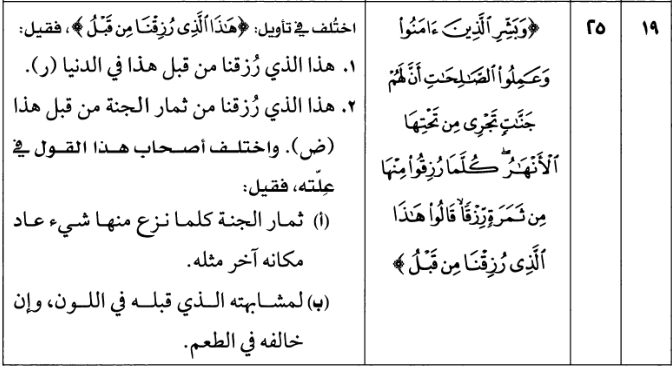 ١٩
٢٥
﴿وَبَشِّرِ الَّذِينَ ءَامَنُواْ
وَعَمِلُواْ الصَّالِحَاتِ أَنَّ لَهُمْ
جَنَّاتٍ تَجْرِي مِن تَحْتِهَا
الْأَنْهَارُ ۖ كُلَّمَا رُزِقُواْ مِنْهَا
مِن ثَمَرَةٍ رِّزْقًا ۙ قَالُواْ هَٰذَا
الَّذِي رُزِقْنَا مِن قَبْلُ﴾
اختُلف في تأويل: ﴿هَٰذَا الَّذِي رُزِقْنَا مِن قَبْلُ﴾، فقيل:
١. هذا الذي رُزقنا من قبل هذا في الدنيا (ر).
٢. هذا الذي رُزقنا من ثمار الجنة من قبل هذا
(ض). واختلف أصحاب هذا القول في
عِلّته، فقيل:
(أ) ثمار الجنة كلما نزع منها شيء عاد
مكانه آخر مثله.
(ب) لمشابهته الذي قبله في اللون، وإن
خالفه في الطعم.